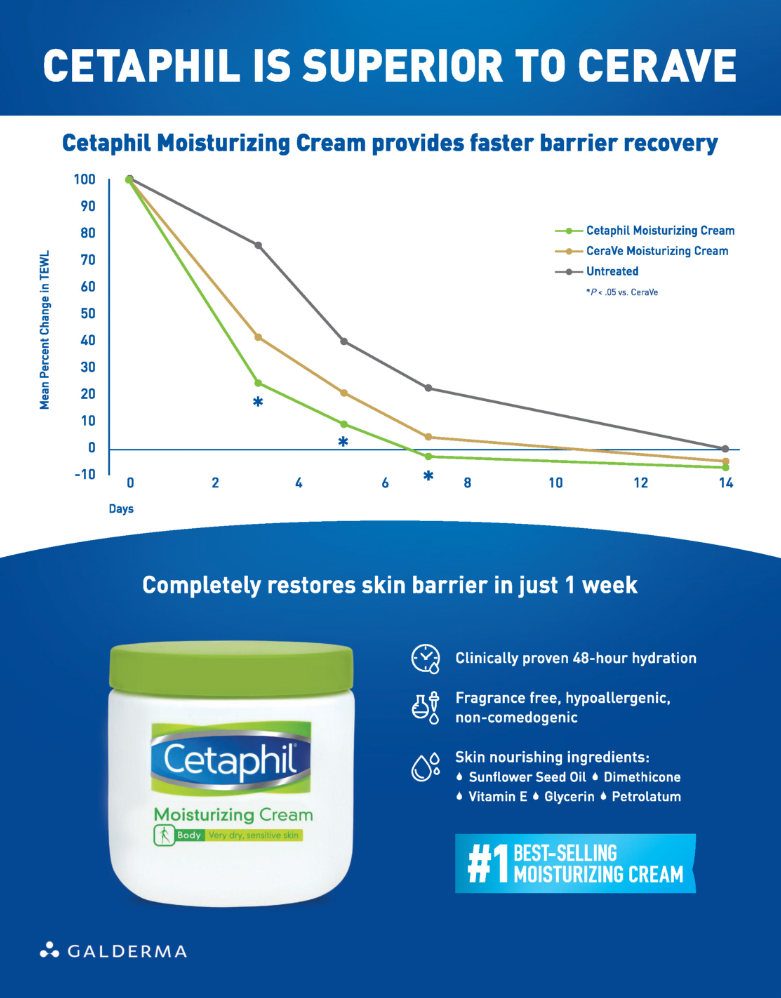 CETAPHIL IS SUPERIOR TO CERAVE
Cetaphil Moisturizing Cream provides faster barrier recovery
Mean Percent Change in TEWL
100
90
80
70
60
50
40
30
20
10
0
-10
Cetaphil Moisturizing Cream
CeraVe Moisturizing Cream
Untreated
*P < .05 vs. CeraVe
*
*
*
0 2 4 6 8 10 12 14
Days
Completely restores skin barrier in just 1 week
Clinically proven 48-hour hydration
Fragrance free, hypoallergenic,
non-comedogenic
Skin nourishing ingredients:
Sunflower Seed Oil Dimethicone
Vitamin E Glycerin Petrolatum
#1 BEST-SELLING
MOISTURIZING CREAM
Cetaphil®
Moisturizing Cream
Body Very dry, sensitive skin
GALDERMA